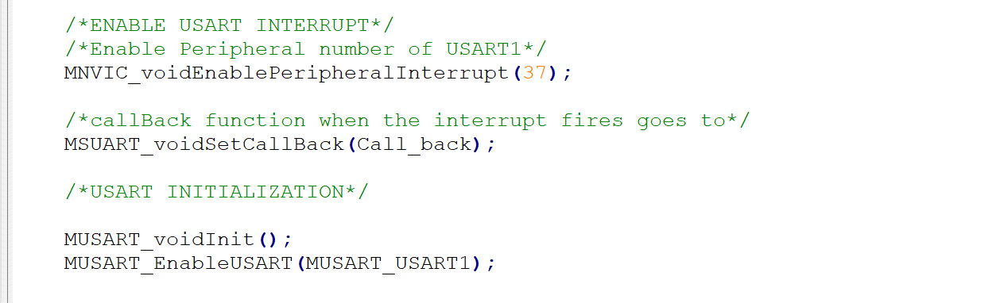 /*ENABLE USART INTERRUPT*/
/*Enable Peripheral number of USART1*/
MNVIC_voidEnablePeripheralInterrupt(37);
/*callBack function when the interrupt fires goes to*/
MSUART_voidSetCallBack(Call_back);
/*USART INITIALIZATION*/
MUSART_voidInit();
MUSART_EnableUSART(MUSART_USART1);